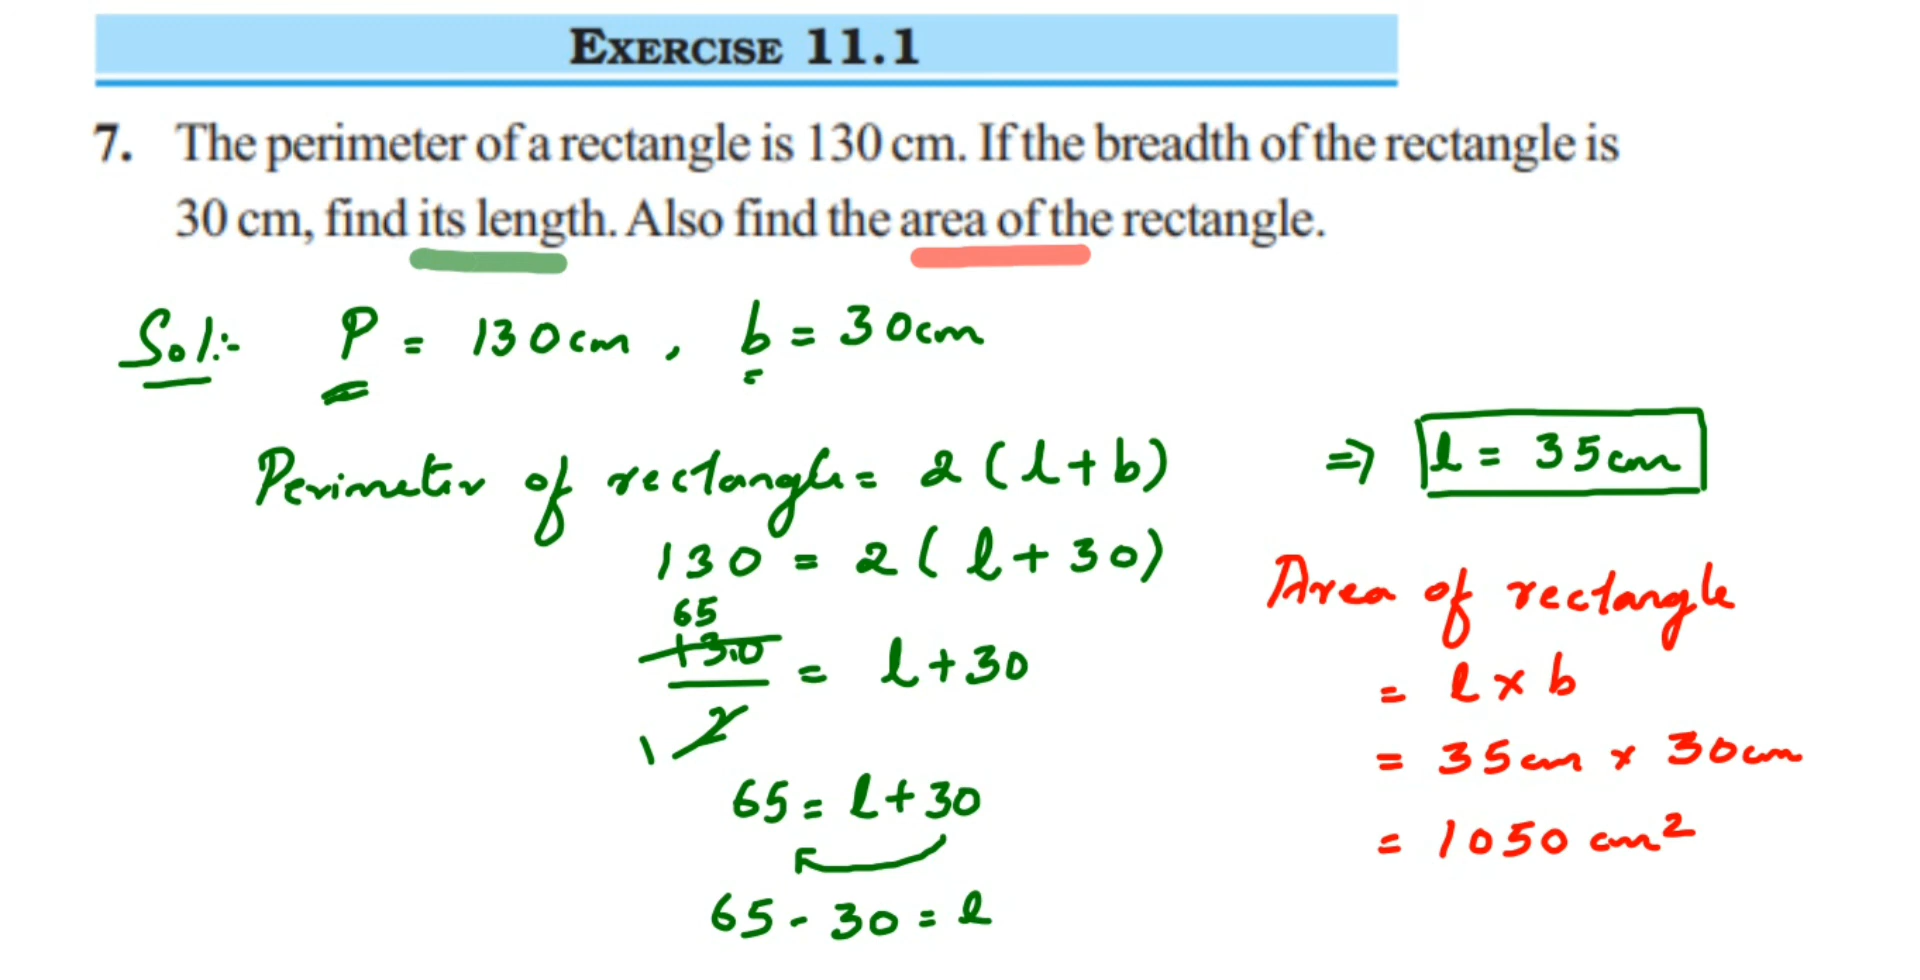 EXERCISE 11.1
7. The perimeter of a rectangle is 130 cm. If the breadth of the rectangle is
30 cm, find its length. Also find the area of the rectangle.
Sol:- P = 130cm, b = 30cm
Perimeter of rectangle = 2(l+b)
130 = 2(l+30)
65
130/2 = l+30
1
65 = l+30
65-30 = l
=> l = 35cm
Area of rectangle
= l × b
= 35cm × 30cm
= 1050 cm²